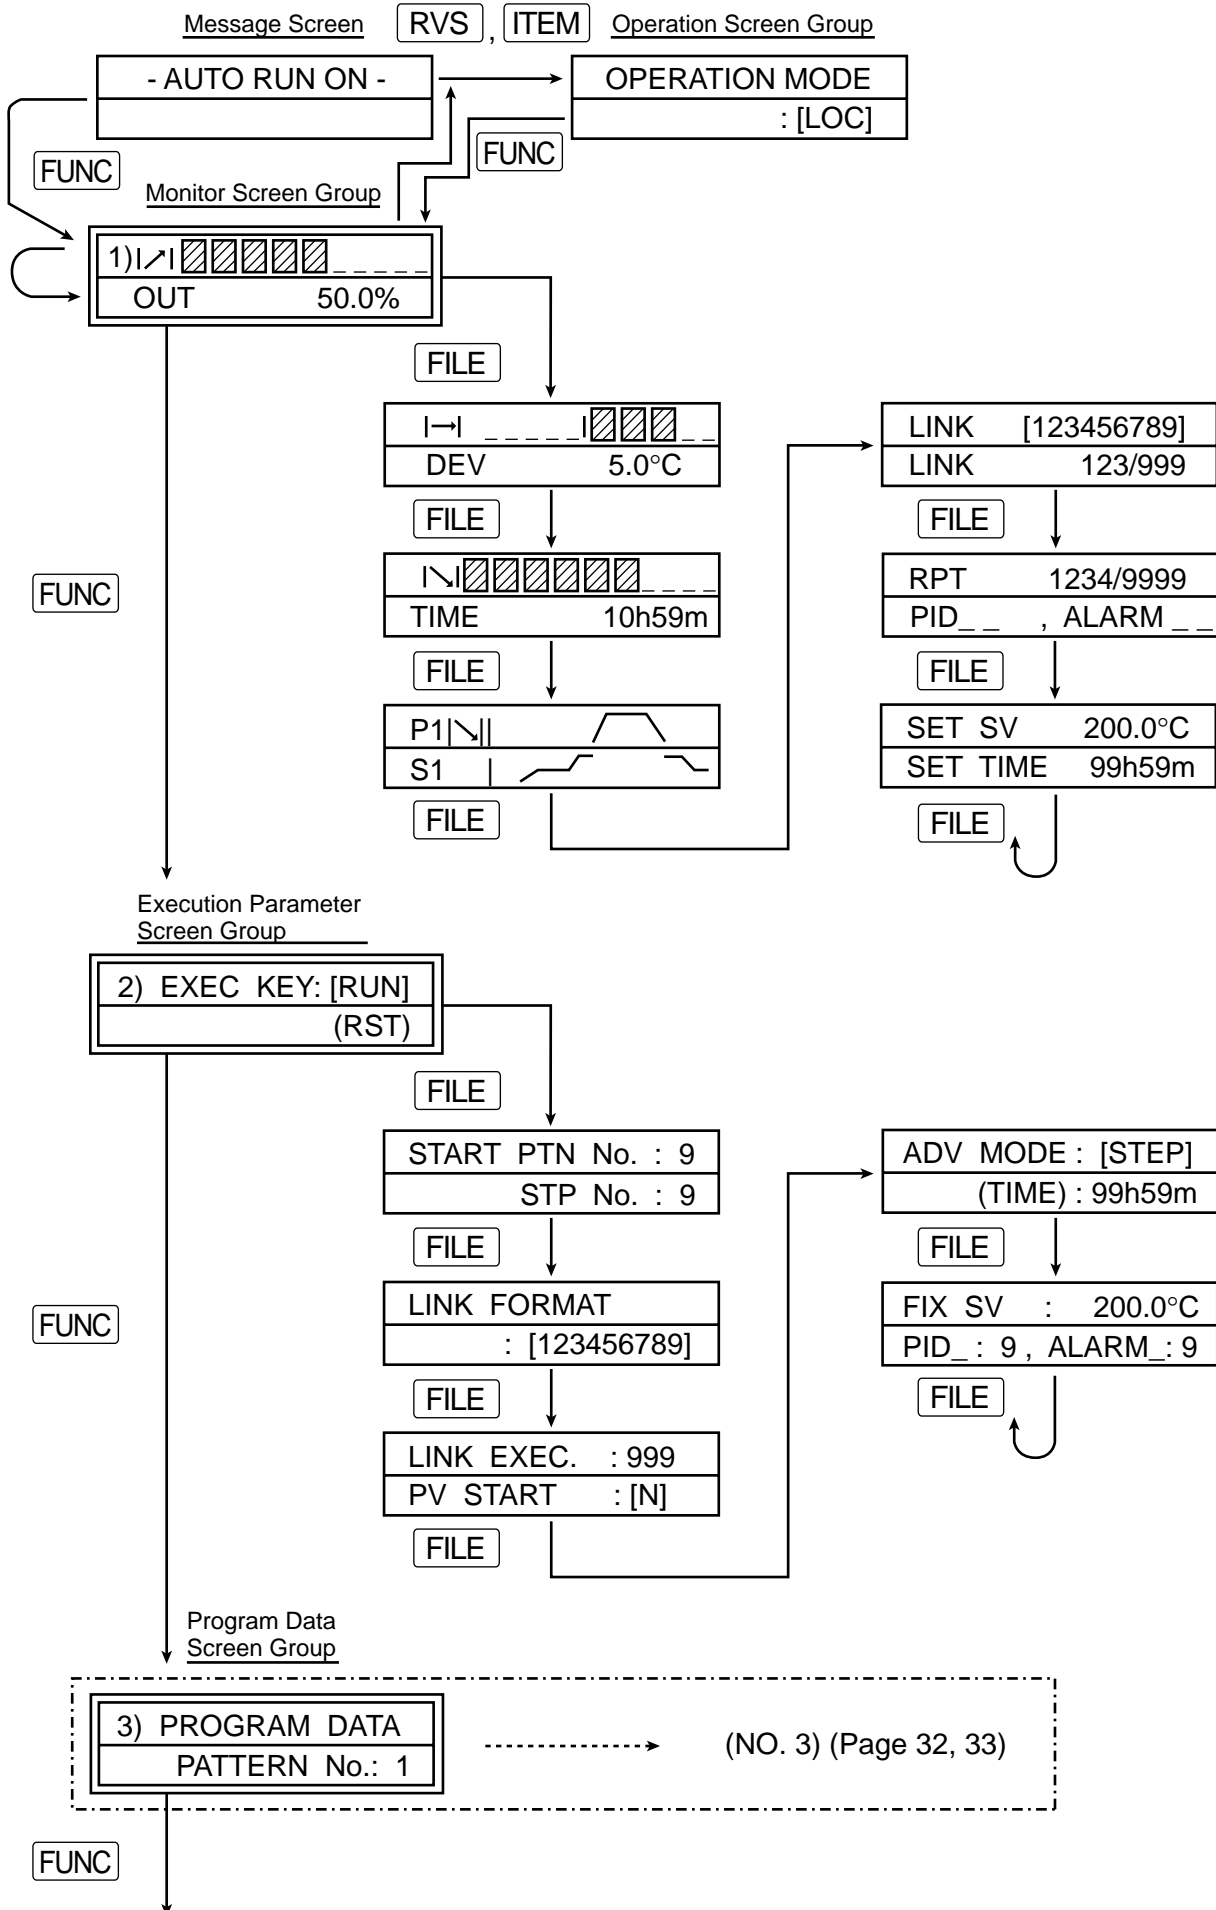 Message Screen RVS , ITEM Operation Screen Group
- AUTO RUN ON -
OPERATION MODE
: [LOC]
FUNC
FUNC
Monitor Screen Group
1)
_ _ _ _ _
OUT 50.0%
FILE
_ _ _ _ _ _ _
DEV 5.0°C
FILE
_ _ _ _
TIME 10h59m
FILE
P1
S1
FILE
LINK [123456789]
LINK 123/999
FILE
RPT 1234/9999
PID_ _ , ALARM _ _
FILE
SET SV 200.0°C
SET TIME 99h59m
FILE
FUNC
Execution Parameter
Screen Group
2) EXEC KEY: [RUN]
(RST)
FILE
START PTN No. : 9
STP No. : 9
FILE
LINK FORMAT
: [123456789]
FILE
LINK EXEC. : 999
PV START : [N]
FILE
ADV MODE : [STEP]
(TIME) : 99h59m
FILE
FIX SV : 200.0°C
PID_ : 9 , ALARM_: 9
FILE
FUNC
Program Data
Screen Group
3) PROGRAM DATA
PATTERN No.: 1
(NO. 3) (Page 32, 33)
FUNC